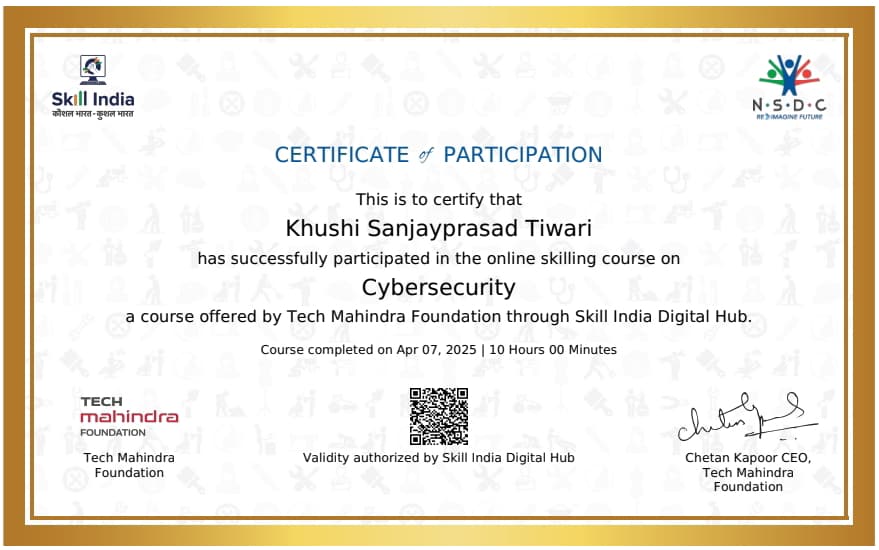 Skill India
कौशल भारत-कुशल भारत
N·S·D·C
RE IMAGINE FUTURE
CERTIFICATE of PARTICIPATION
This is to certify that
Khushi Sanjayprasad Tiwari
has successfully participated in the online skilling course on
Cybersecurity
a course offered by Tech Mahindra Foundation through Skill India Digital Hub.
Course completed on Apr 07, 2025 | 10 Hours 00 Minutes
TECH
mahindra
FOUNDATION
Tech Mahindra
Foundation
Validity authorized by Skill India Digital Hub
Chetan Kapoor CEO,
Tech Mahindra
Foundation